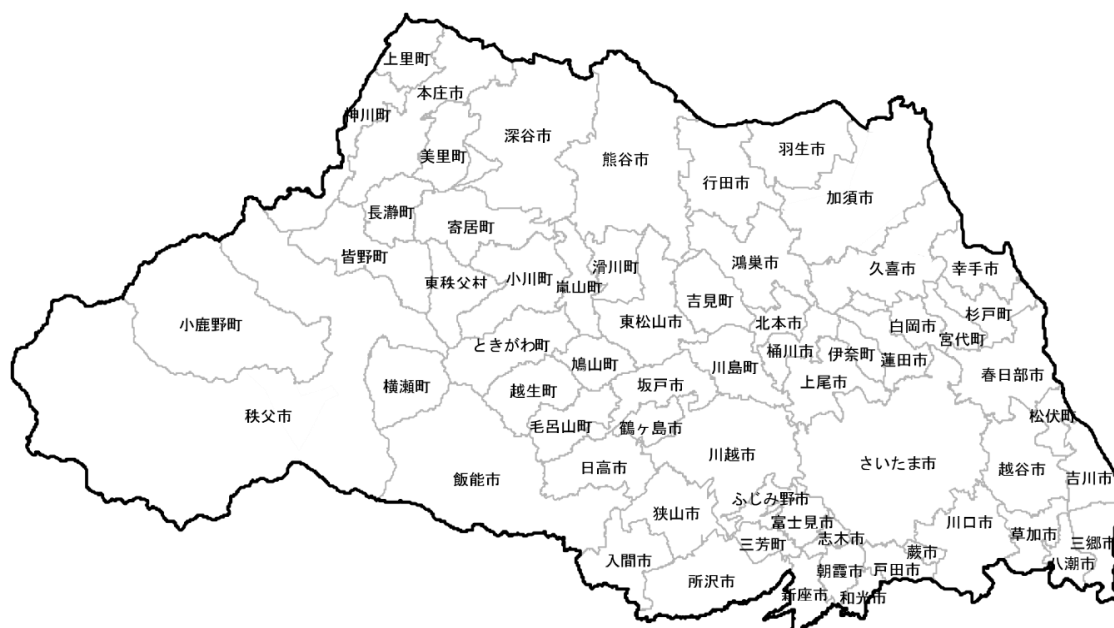 上里町
本庄市
神川町
美里町
深谷市
熊谷市
行田市
羽生市
加須市
長瀞町
寄居町
皆野町
東秩父村
小川町
嵐山町
滑川町
吉見町
鴻巣市
久喜市
幸手市
小鹿野町
東松山市
北本市
白岡市
杉戸町
宮代町
ときがわ町
鳩山町
桶川市
伊奈町
蓮田市
川島町
横瀬町
越生町
坂戸市
上尾市
春日部市
秩父市
毛呂山町
鶴ヶ島市
松伏町
飯能市
日高市
川越市
さいたま市
越谷市
吉川市
ふじみ野市
狭山市
富士見市
川口市
三芳町
志木市
草加市
三郷市
入間市
蕨市
所沢市
朝霞市
戸田市
八潮市
新座市
和光市